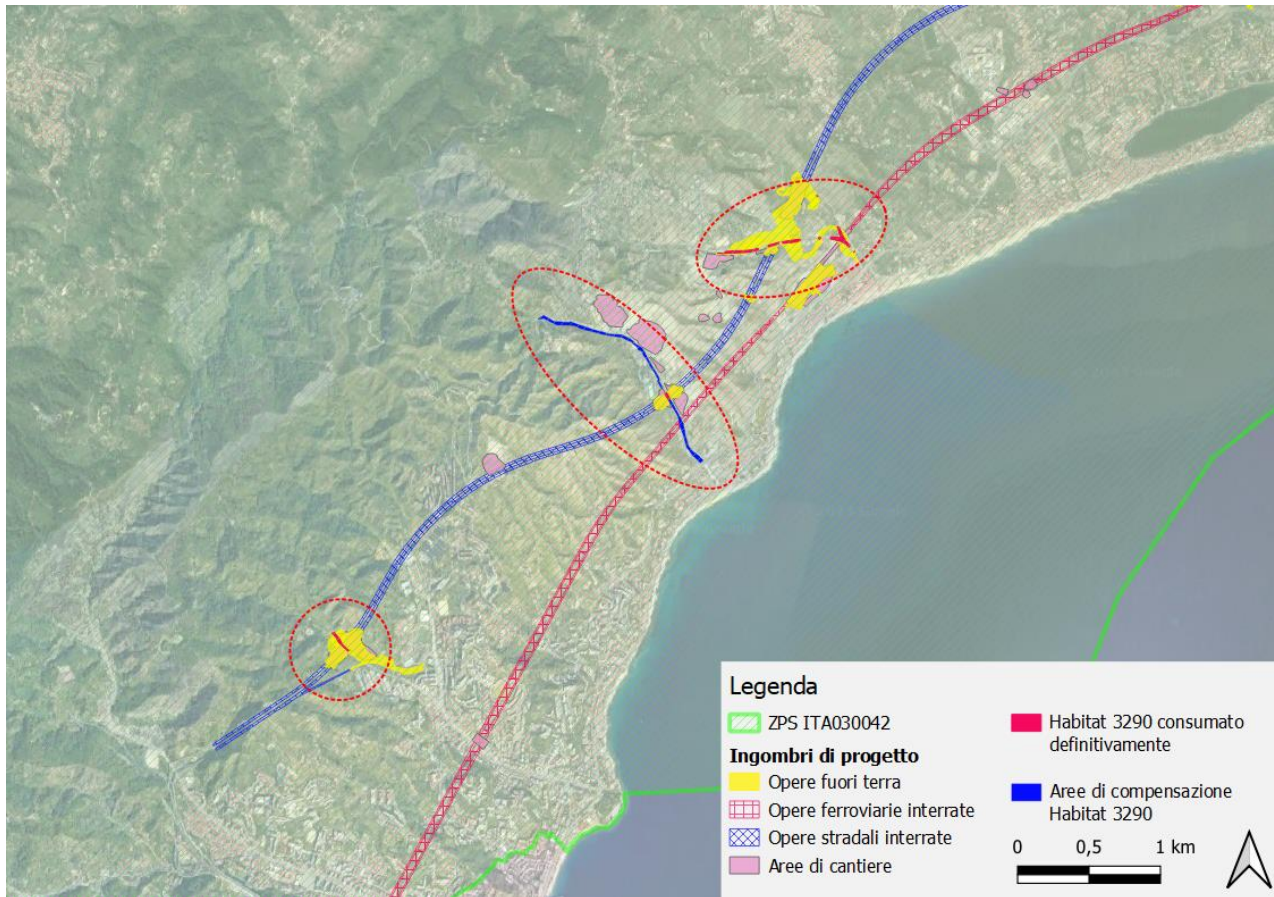 Legenda
ZPS ITA030042
Ingombri di progetto
Opere fuori terra
Opere ferroviarie interrate
Opere stradali interrate
Aree di cantiere
Habitat 3290 consumato
definitivamente
Aree di compensazione
Habitat 3290
0 0,5 1 km